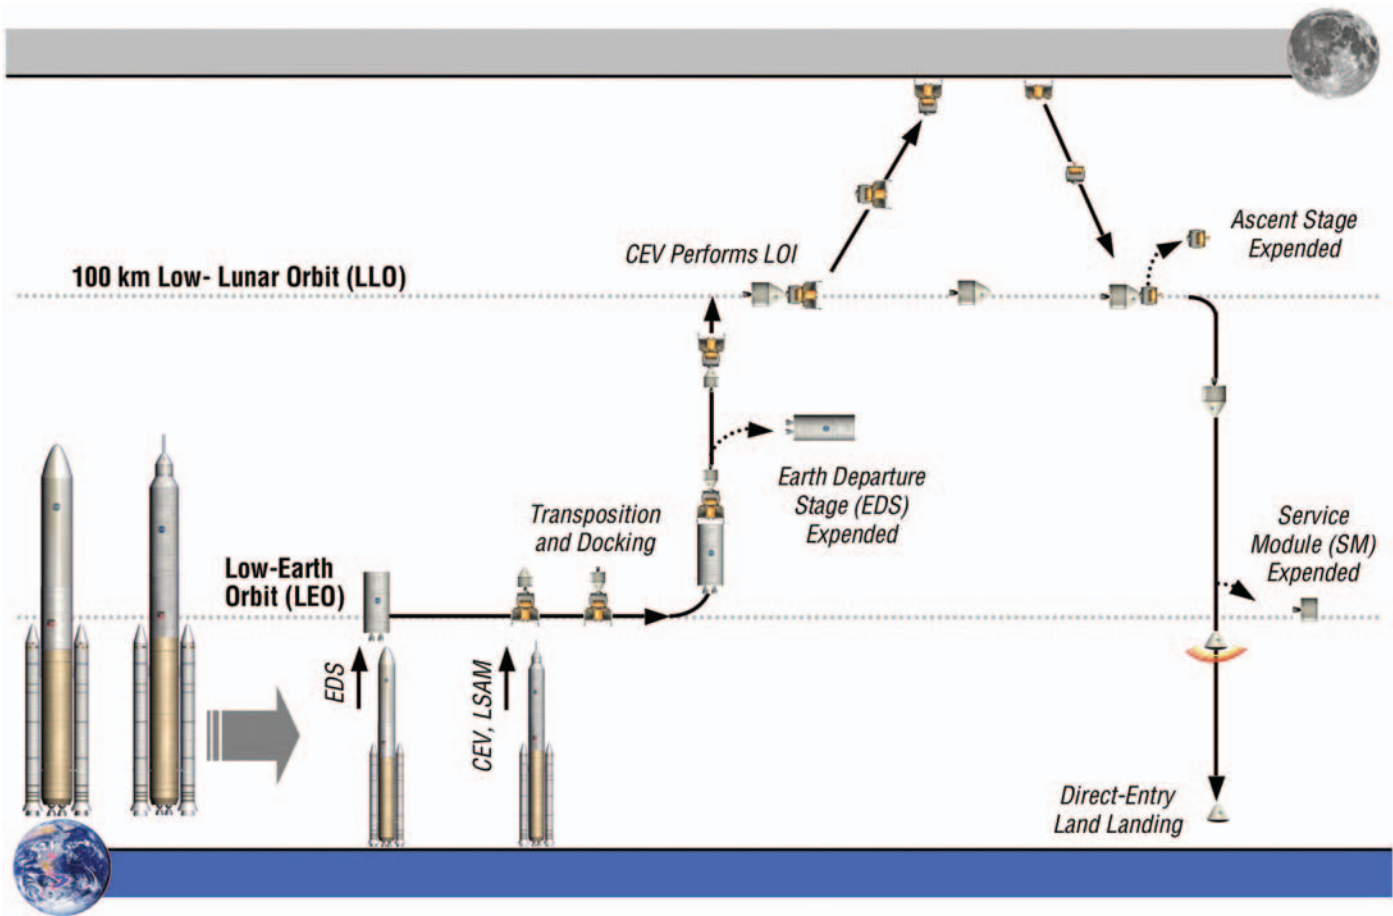 CEV Performs LOI
Ascent Stage
Expended
100 km Low- Lunar Orbit (LLO)
Earth Departure
Stage (EDS)
Expended
Transposition
and Docking
Service
Module (SM)
Expended
Low-Earth
Orbit (LEO)
EDS
CEV, LSAM
Direct-Entry
Land Landing